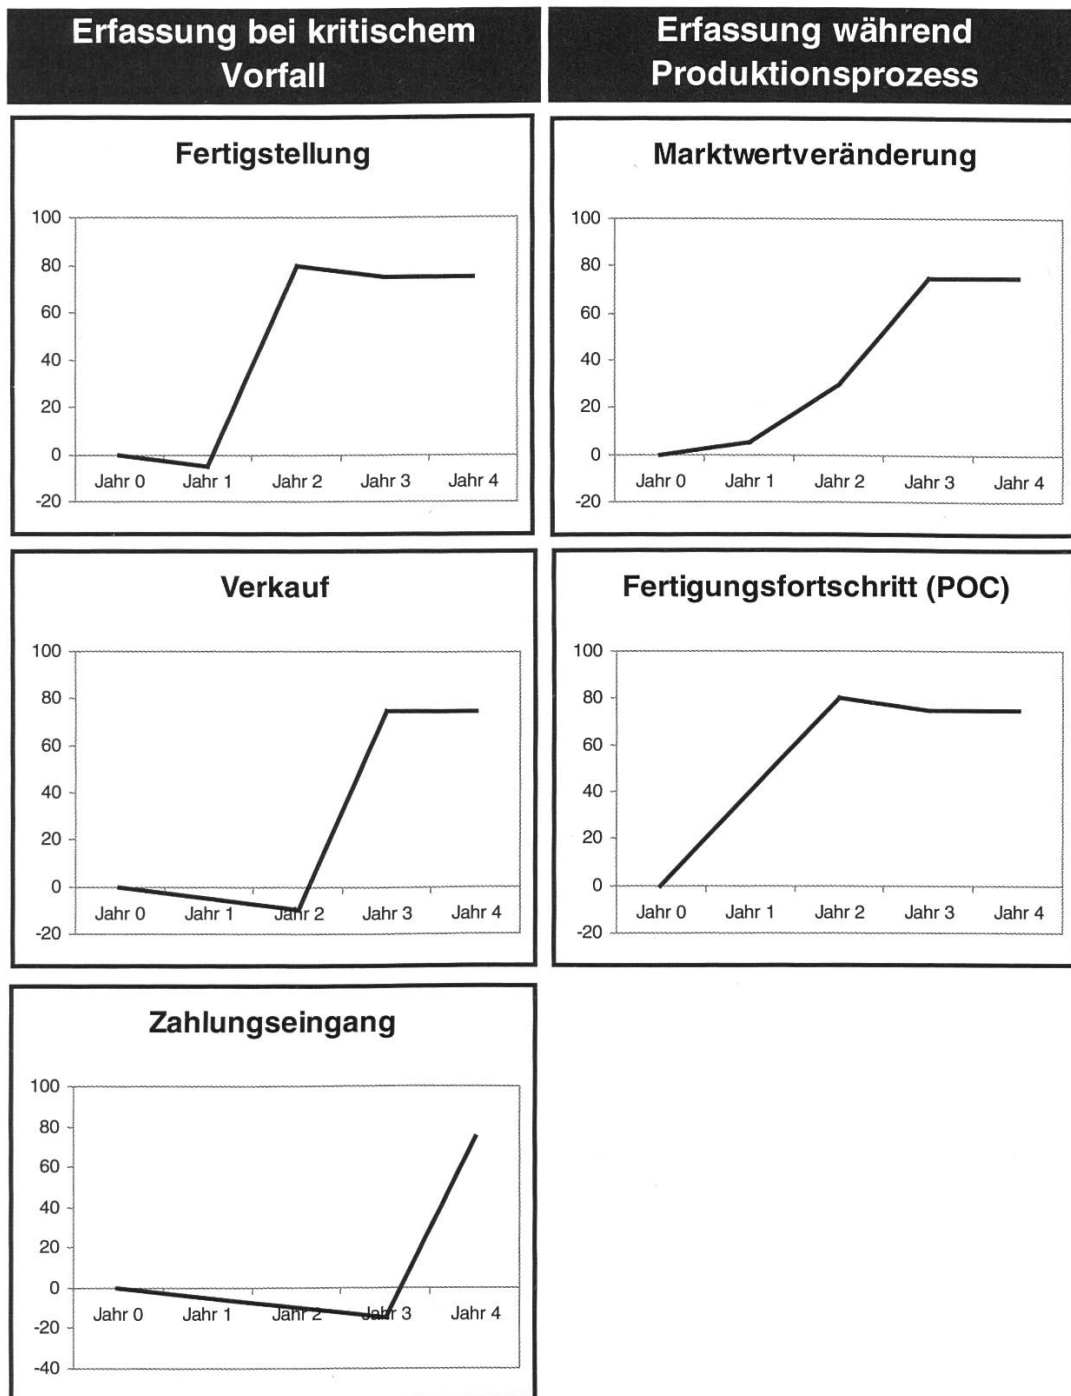 Erfassung bei kritischem
Vorfall
Erfassung während
Produktionsprozess
Fertigstellung
100
80
60
40
20
0
-20
Jahr 0 Jahr 1 Jahr 2 Jahr 3 Jahr 4
Marktwertveränderung
100
80
60
40
20
0
-20
Jahr 0 Jahr 1 Jahr 2 Jahr 3 Jahr 4
Verkauf
100
80
60
40
20
0
-20
Jahr 0 Jahr 1 Jahr 2 Jahr 3 Jahr 4
Fertigungsfortschritt (POC)
100
80
60
40
20
0
-20
Jahr 0 Jahr 1 Jahr 2 Jahr 3 Jahr 4
Zahlungseingang
100
80
60
40
20
0
-20
-40
Jahr 0 Jahr 1 Jahr 2 Jahr 3 Jahr 4